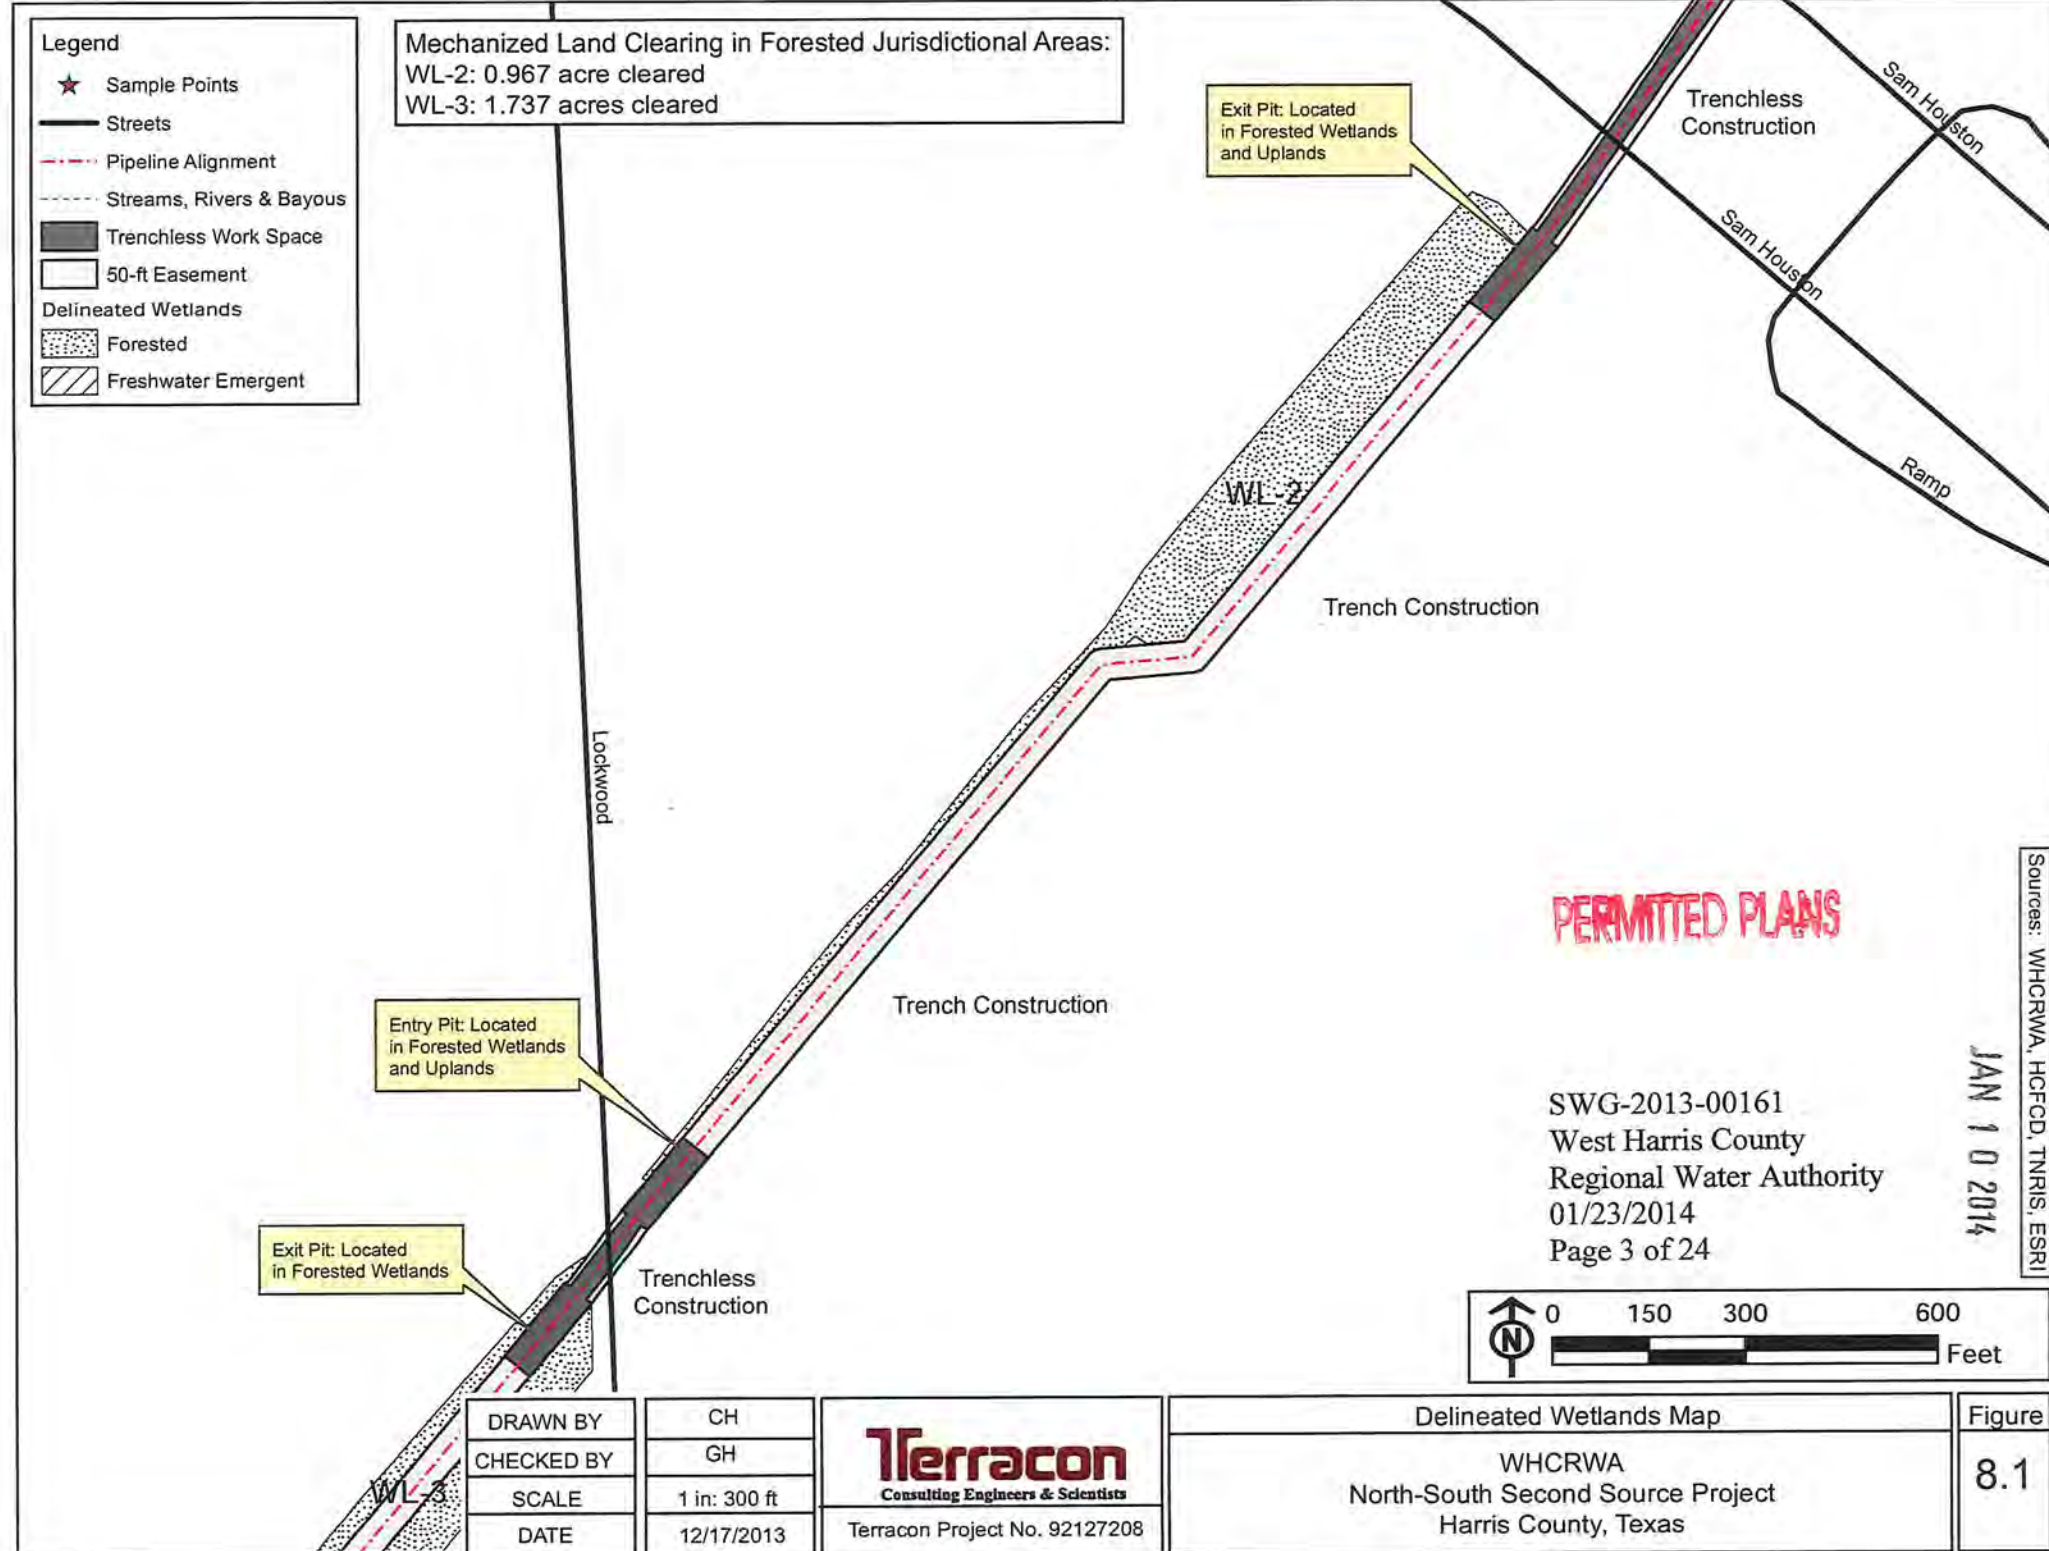 Legend
Sample Points
Streets
Pipeline Alignment
Streams, Rivers & Bayous
Trenchless Work Space
50-ft Easement
Delineated Wetlands
Forested
Freshwater Emergent
Mechanized Land Clearing in Forested Jurisdictional Areas:
WL-2: 0.967 acre cleared
WL-3: 1.737 acres cleared
Exit Pit: Located
in Forested Wetlands
and Uplands
Trenchless
Construction
Sam Houston
Sam Houston
Ramp
WL-2
Trench Construction
Lockwood
Trench Construction
Entry Pit: Located
in Forested Wetlands
and Uplands
Exit Pit: Located
in Forested Wetlands
Trenchless
Construction
WL-3
PERMITTED PLANS
SWG-2013-00161
West Harris County
Regional Water Authority
01/23/2014
Page 3 of 24
JAN 10 2014
Sources: WHCRWA, HCFCD, TNRIS, ESRI
N
0 150 300 600
Feet
DRAWN BY CH
CHECKED BY GH
SCALE 1 in: 300 ft
DATE 12/17/2013
Terracon
Consulting Engineers & Scientists
Terracon Project No. 92127208
Delineated Wetlands Map
WHCRWA
North-South Second Source Project
Harris County, Texas
Figure
8.1